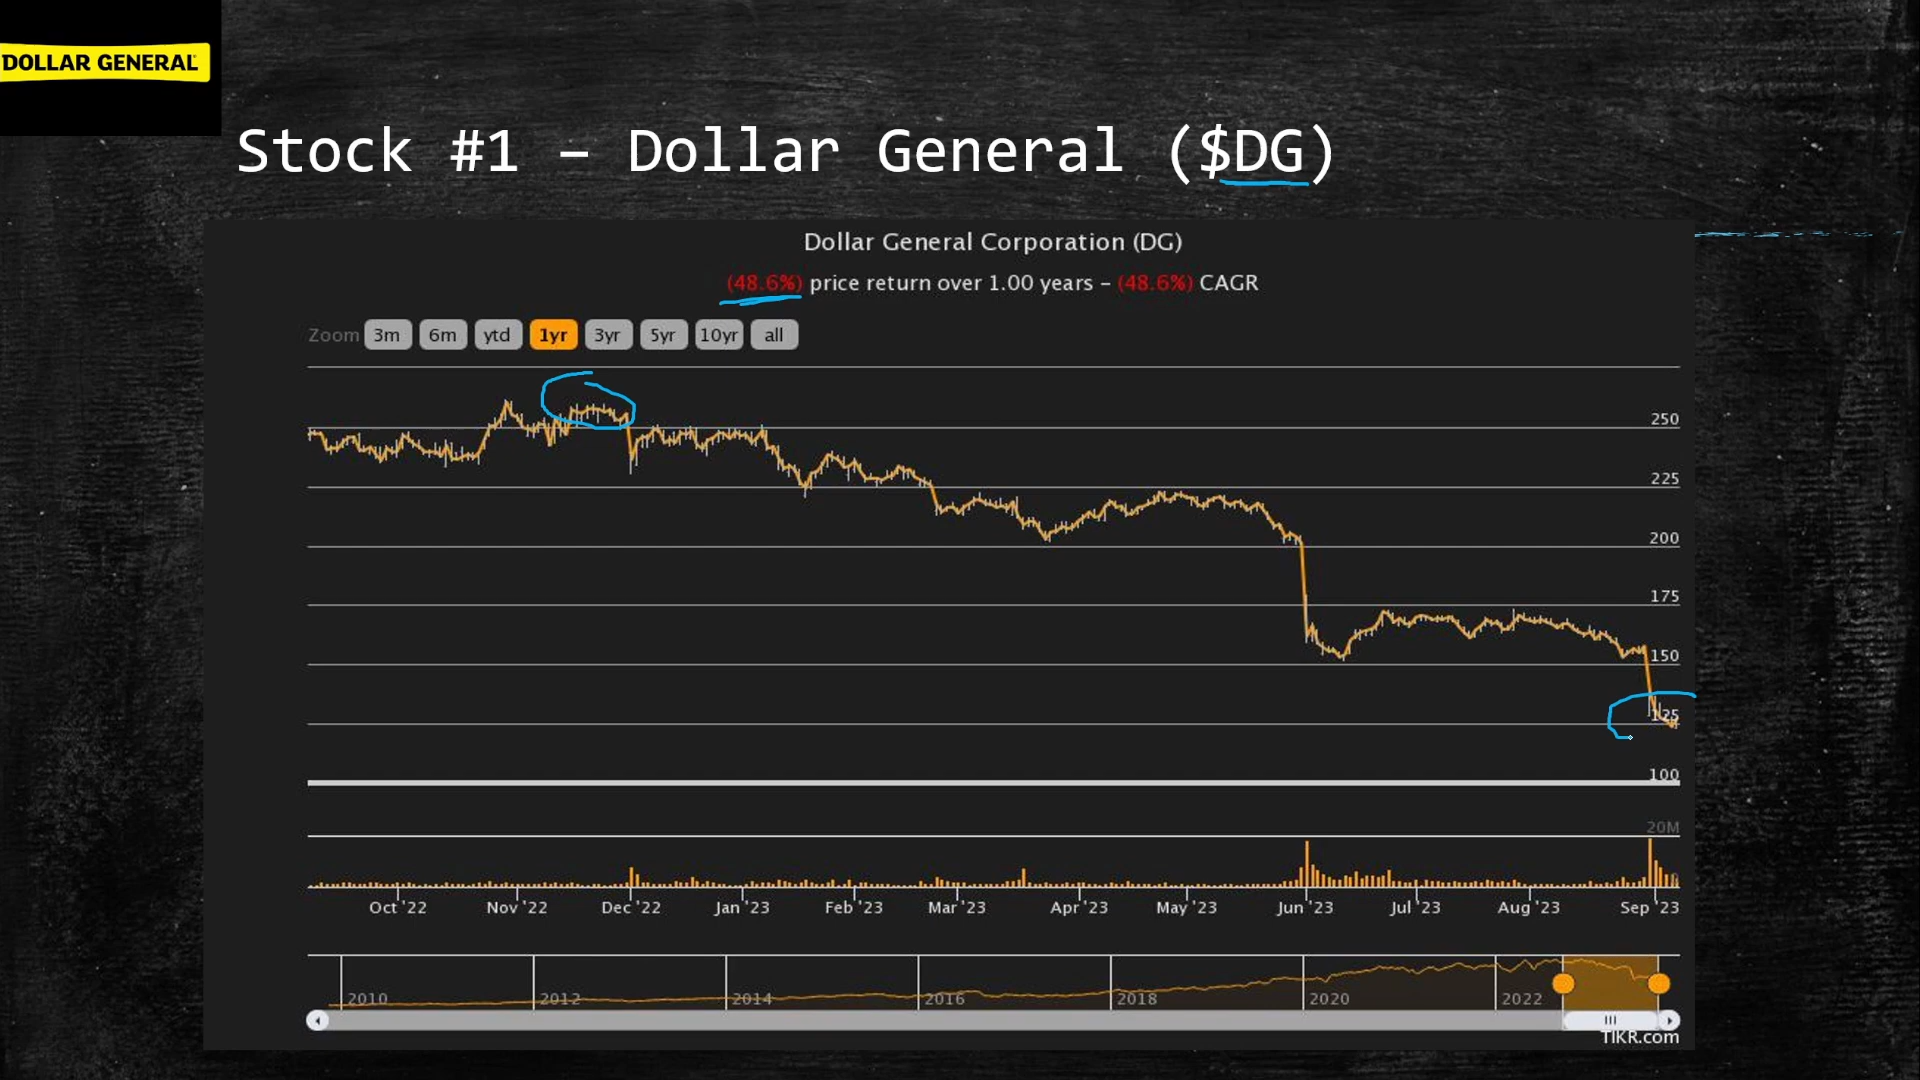 DOLLAR GENERAL
Stock #1 – Dollar General ($DG)
Dollar General Corporation (DG)
(48.6%) price return over 1.00 years – (48.6%) CAGR
Zoom 3m 6m ytd 1yr 3yr 5yr 10yr all
250
225
200
175
150
125
100
20M
0
Oct '22 Nov '22 Dec '22 Jan '23 Feb '23 Mar '23 Apr '23 May '23 Jun '23 Jul '23 Aug '23 Sep '23
2010 2012 2014 2016 2018 2020 2022
TIKR.com